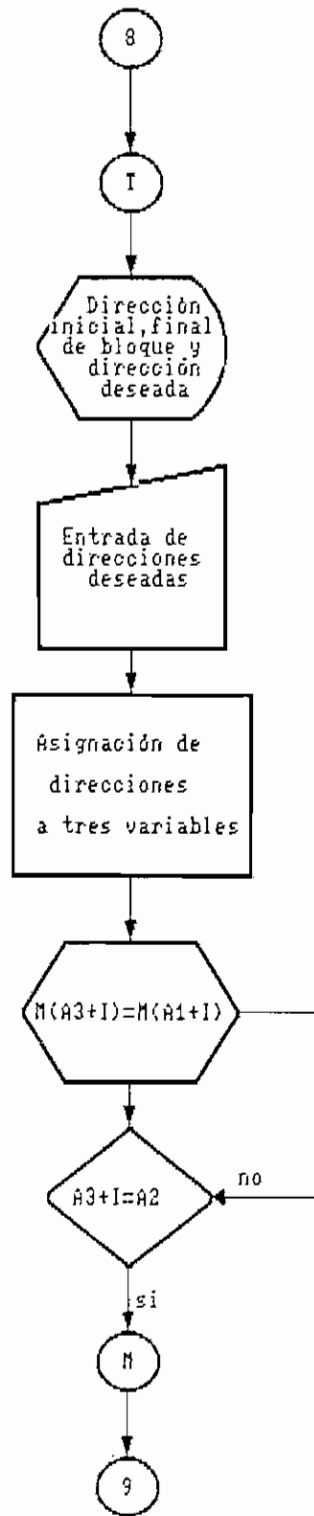 8
I
Dirección
inicial,final
de bloque y
dirección
deseada
Entrada de
direcciones
deseadas
Asignación de
direcciones
a tres variables
M(A3+I)=M(A1+I)
A3+I=A2
no
si
M
9